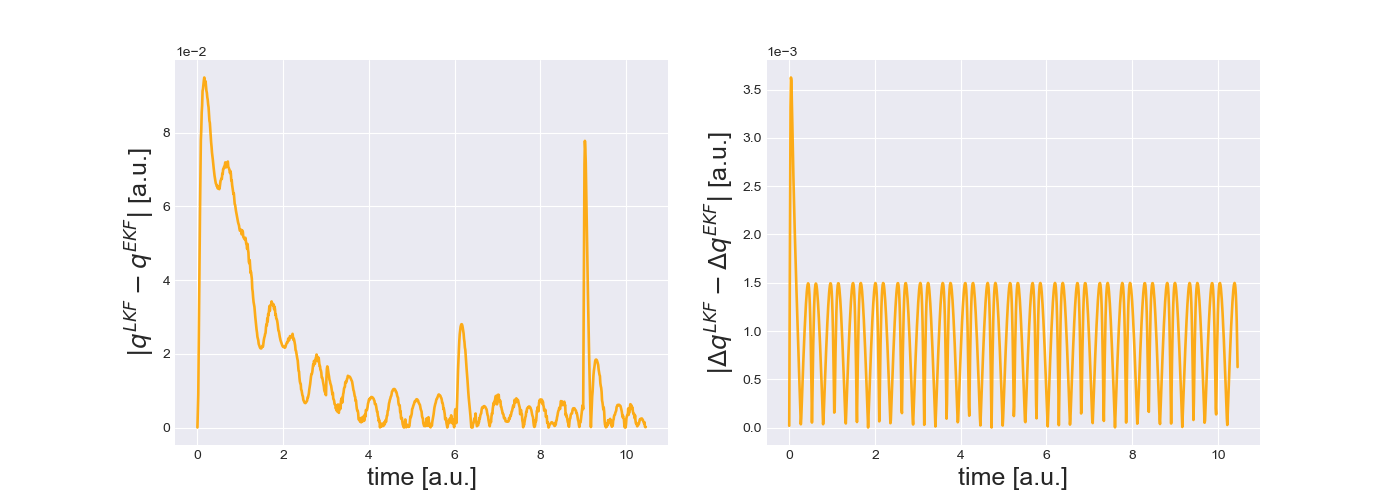 1e−2
|q^{LKF} − q^{EKF}| [a.u.]
8
6
4
2
0
0 2 4 6 8 10
time [a.u.]
1e−3
|Δq^{LKF} − Δq^{EKF}| [a.u.]
3.5
3.0
2.5
2.0
1.5
1.0
0.5
0.0
0 2 4 6 8 10
time [a.u.]